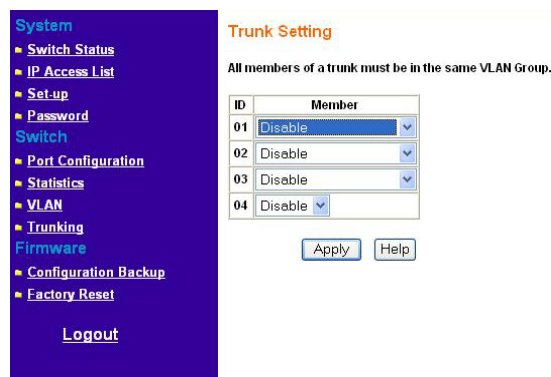 System
Switch Status
IP Access List
Set-up
Password
Switch
Port Configuration
Statistics
VLAN
Trunking
Firmware
Configuration Backup
Factory Reset
Logout
Trunk Setting
All members of a trunk must be in the same VLAN Group.
ID Member
01 Disable
02 Disable
03 Disable
04 Disable
Apply Help